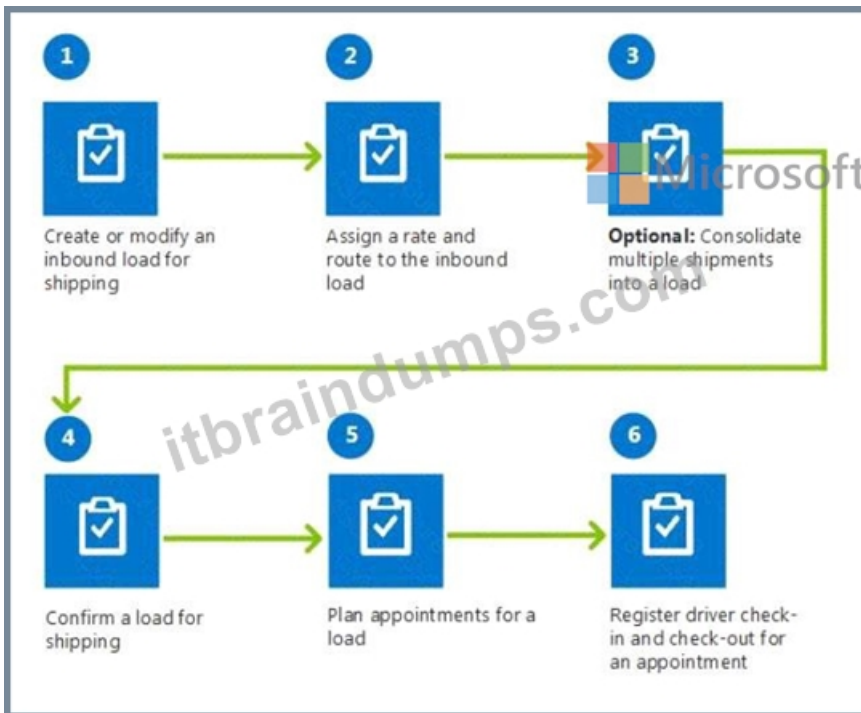 1
2
3
Create or modify an
inbound load for
shipping
Assign a rate and
route to the inbound
load
Microsoft
Optional: Consolidate
multiple shipments
into a load
itbraindumps.com
4
5
6
Confirm a load for
shipping
Plan appointments for a
load
Register driver check-
in and check-out for
an appointment